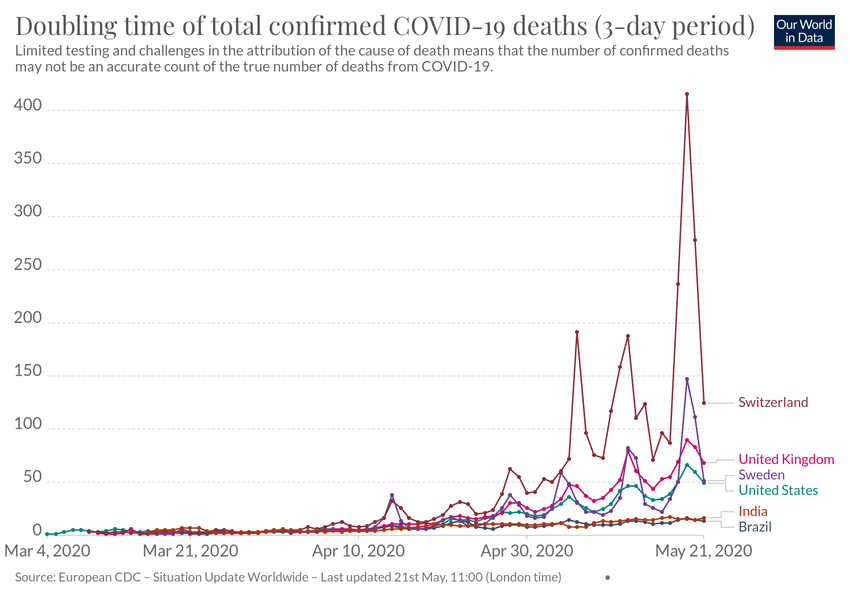 Doubling time of total confirmed COVID-19 deaths (3-day period)
Our World
in Data
Limited testing and challenges in the attribution of the cause of death means that the number of confirmed deaths
may not be an accurate count of the true number of deaths from COVID-19.
400
350
300
250
200
150
100
50
0
Switzerland
United Kingdom
Sweden
United States
India
Brazil
Mar 4, 2020
Mar 21, 2020
Apr 10, 2020
Apr 30, 2020
May 21, 2020
Source: European CDC – Situation Update Worldwide – Last updated 21st May, 11:00 (London time)